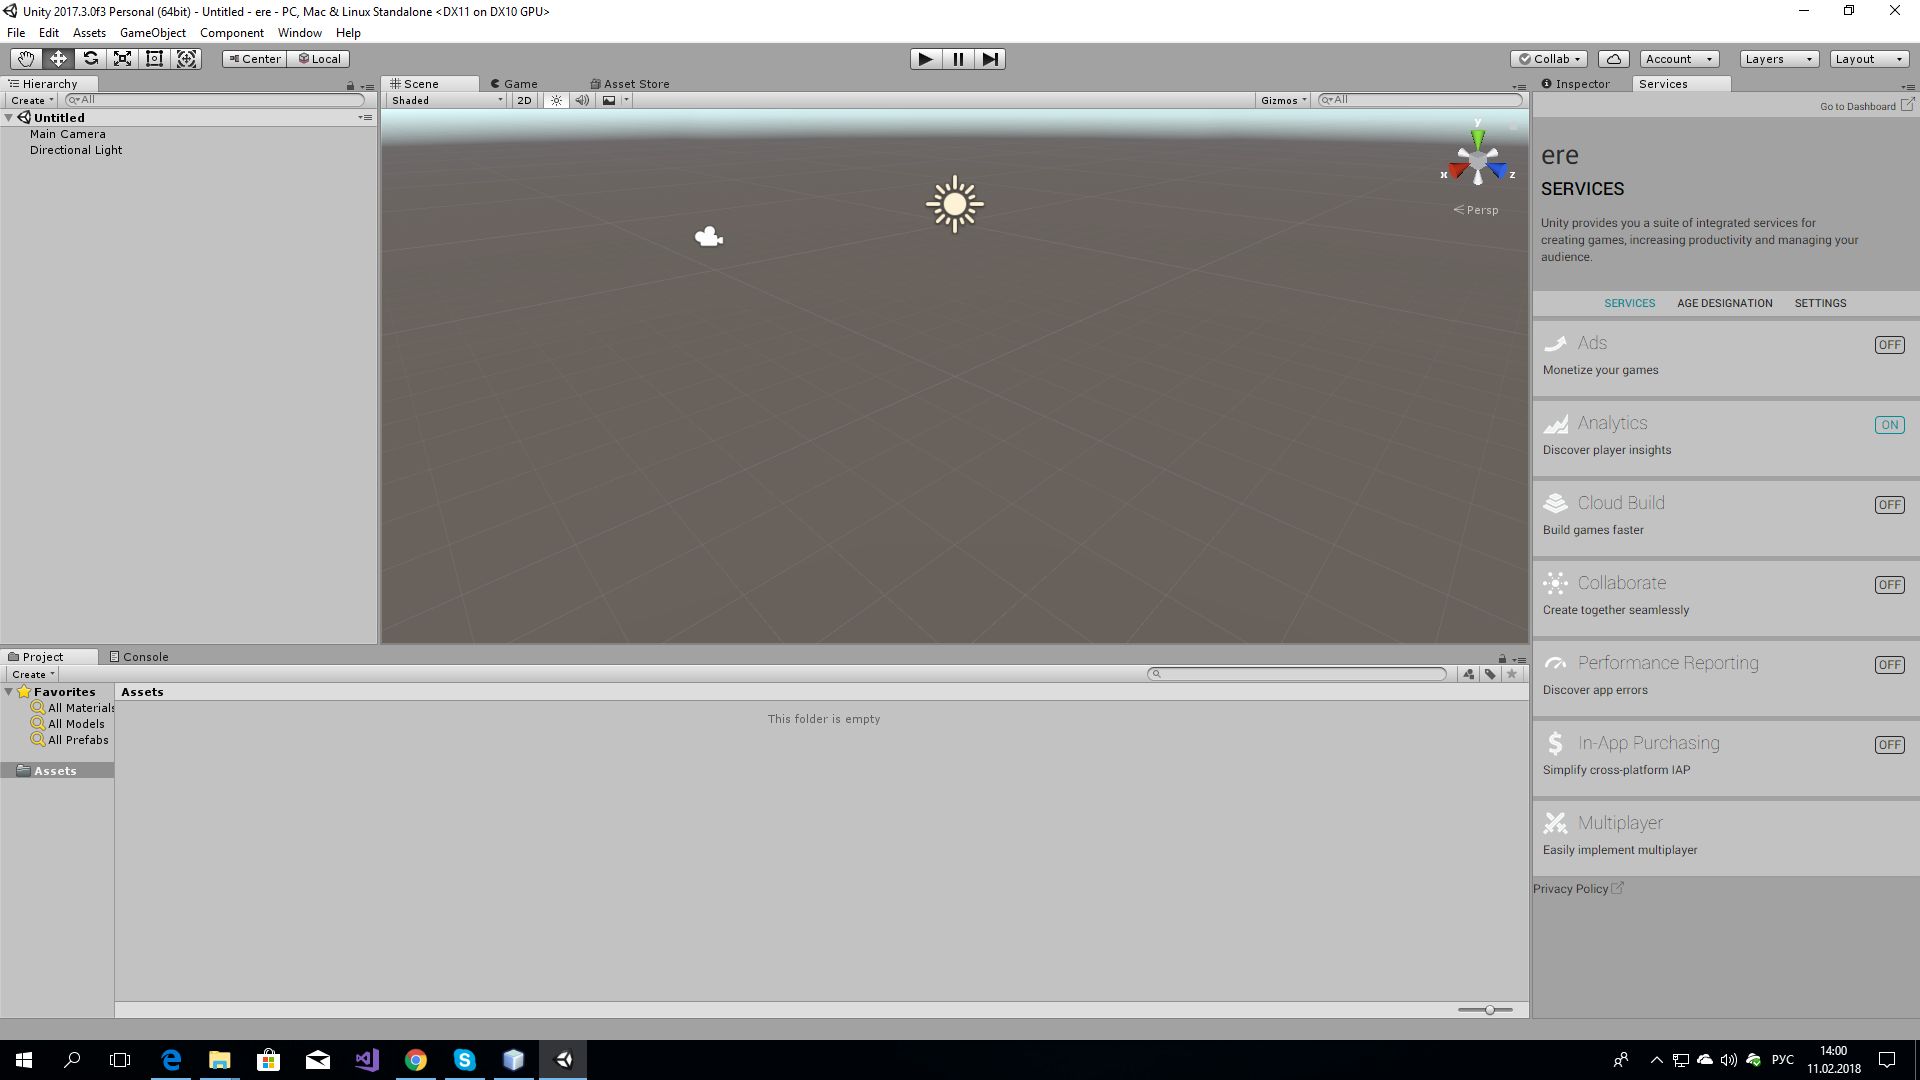 Unity 2017.3.0f3 Personal (64bit) - Untitled - ere - PC, Mac & Linux Standalone <DX11 on DX10 GPU>
File Edit Assets GameObject Component Window Help
Center Local Collab Account Layers Layout
Hierarchy
Create All
Untitled
Main Camera
Directional Light
Scene Game Asset Store
Shaded 2D Gizmos All
y
x z
Persp
Inspector Services
Go to Dashboard
ere
SERVICES
Unity provides you a suite of integrated services for
creating games, increasing productivity and managing your
audience.
SERVICES AGE DESIGNATION SETTINGS
Ads OFF
Monetize your games
Analytics ON
Discover player insights
Cloud Build OFF
Build games faster
Collaborate OFF
Create together seamlessly
Performance Reporting OFF
Discover app errors
In-App Purchasing OFF
Simplify cross-platform IAP
Multiplayer
Easily implement multiplayer
Privacy Policy
Project Console
Create
Favorites
All Materials
All Models
All Prefabs
Assets
Assets
This folder is empty
РУС
14:00
11.02.2018